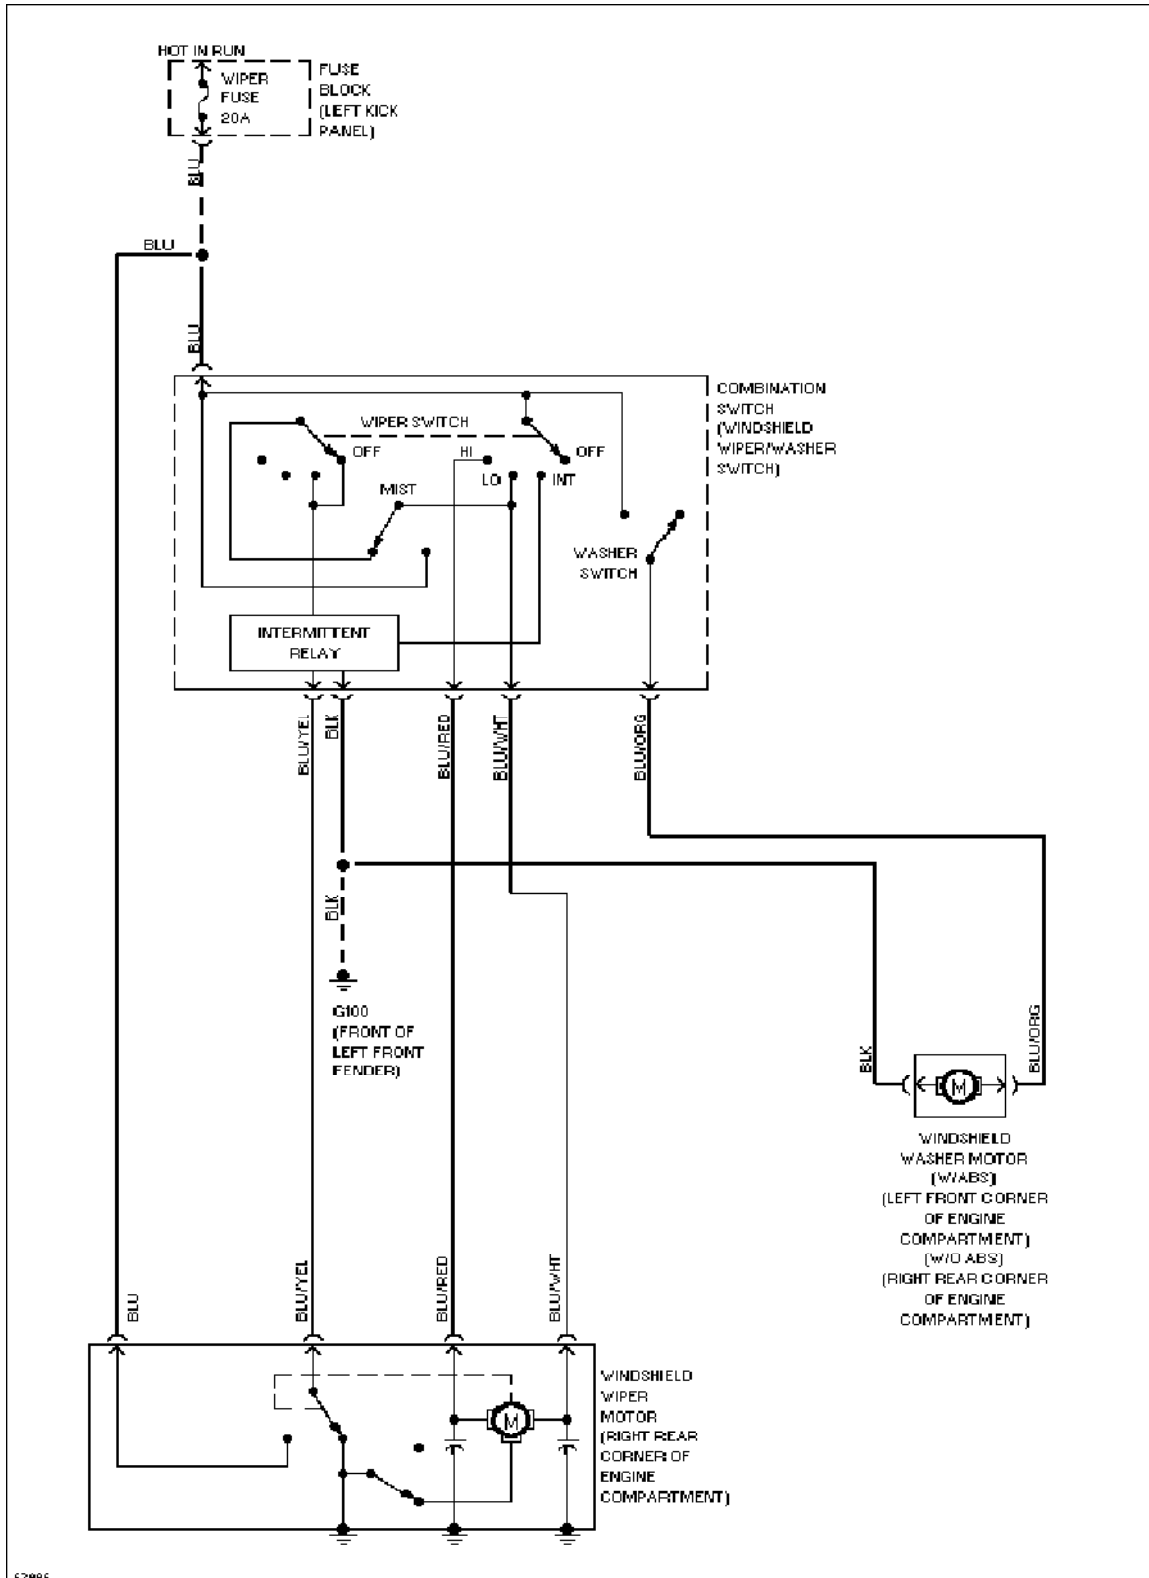 HOT IN RUN
WIPER
FUSE
20A
FUSE
BLOCK
(LEFT KICK
PANEL)
BLU
BLU
BLU
COMBINATION
SWITCH
(WINDSHIELD
WIPER/WASHER
SWITCH)
WIPER SWITCH
OFF
HI
OFF
LO
INT
MIST
WASHER
SWITCH
INTERMITTENT
RELAY
BLU/YEL
BLK
BLU/RED
BLU/WHT
BLU/ORG
BLK
G100
(FRONT OF
LEFT FRONT
FENDER)
BLK
BLU/ORG
M
WINDSHIELD
WASHER MOTOR
(W/ABS)
(LEFT FRONT CORNER
OF ENGINE
COMPARTMENT)
(W/O ABS)
(RIGHT REAR CORNER
OF ENGINE
COMPARTMENT)
BLU
BLU/YEL
BLU/RED
BLU/WHT
M
WINDSHIELD
WIPER
MOTOR
(RIGHT REAR
CORNER OF
ENGINE
COMPARTMENT)